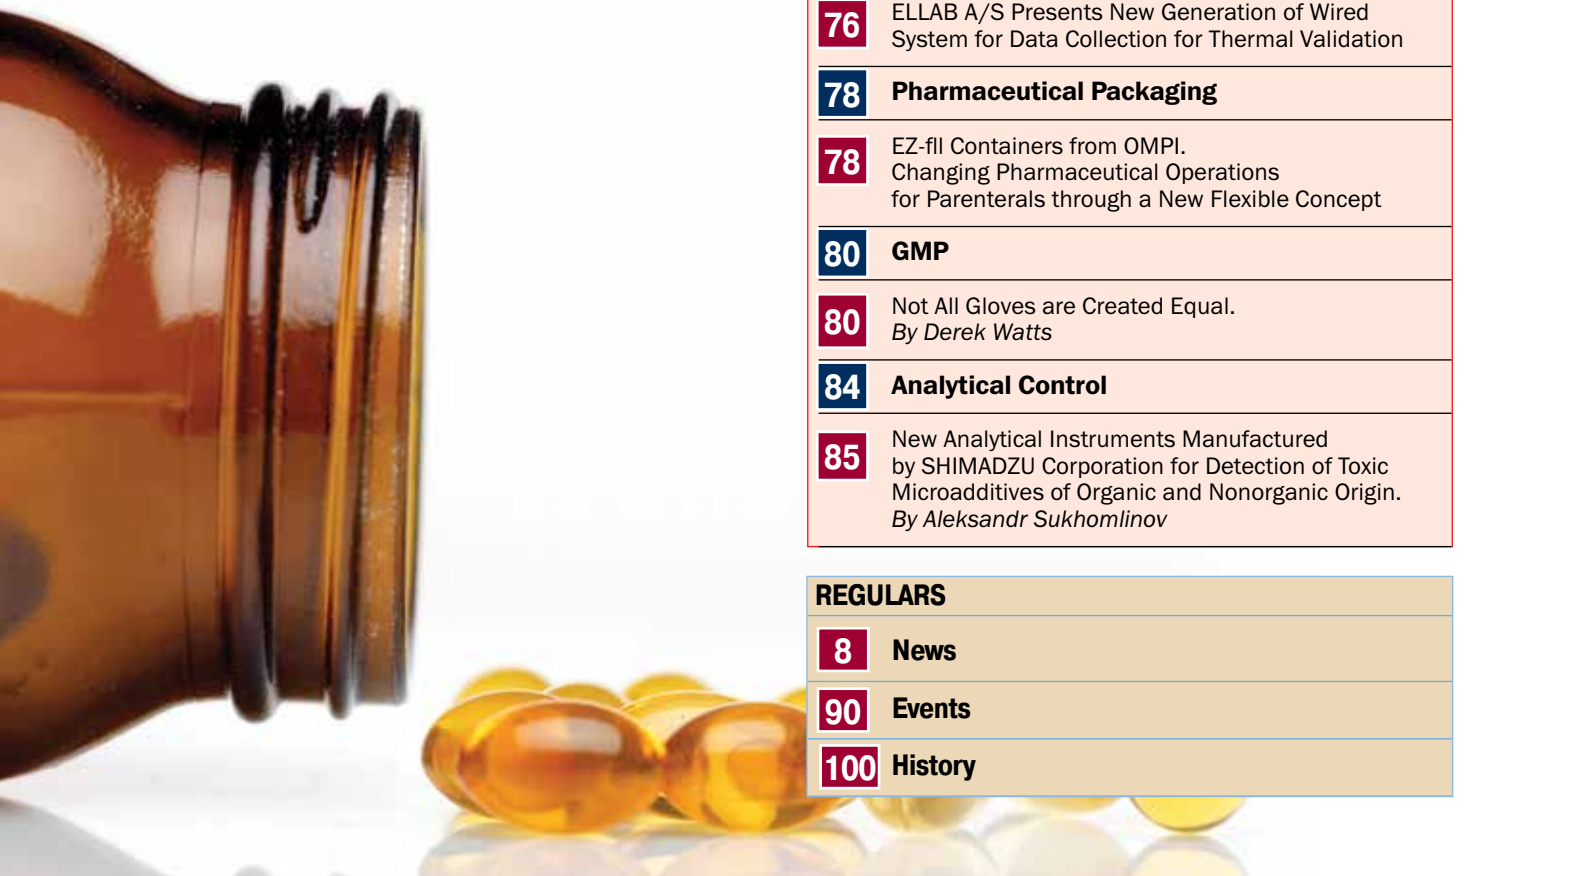 76
ELLAB A/S Presents New Generation of Wired
System for Data Collection for Thermal Validation
78
Pharmaceutical Packaging
78
EZ-fIl Containers from OMPI.
Changing Pharmaceutical Operations
for Parenterals through a New Flexible Concept
80
GMP
80
Not All Gloves are Created Equal.
By Derek Watts
84
Analytical Control
85
New Analytical Instruments Manufactured
by SHIMADZU Corporation for Detection of Toxic
Microadditives of Organic and Nonorganic Origin.
By Aleksandr Sukhomlinov
REGULARS
8
News
90
Events
100
History